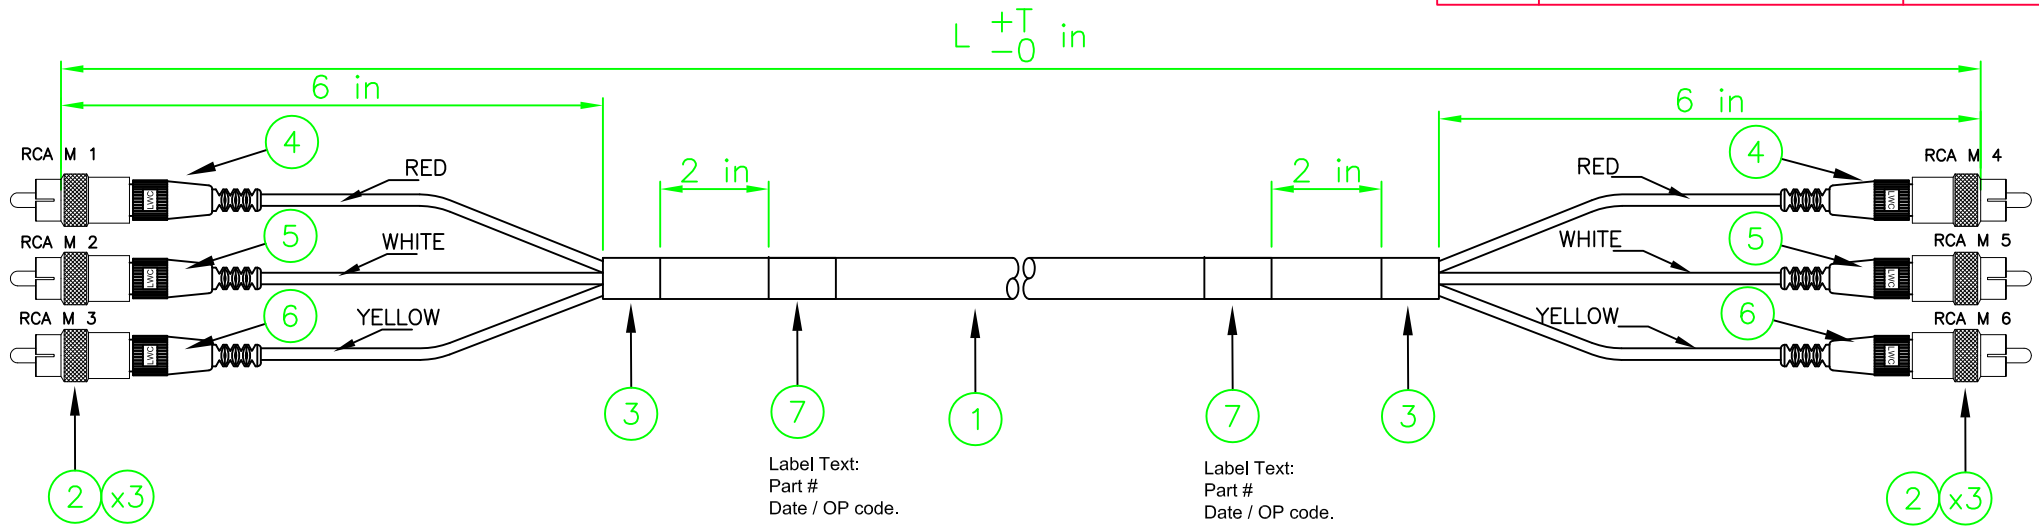 L +T -0 in
6 in
6 in
RCA M 1
4
RED
2 in
2 in
RED
4
RCA M 4
RCA M 2
5
WHITE
WHITE
5
RCA M 5
RCA M 3
6
YELLOW
YELLOW
6
RCA M 6
LWC
LWC
LWC
LWC
LWC
LWC
3
7
1
7
3
Label Text:
Part #
Date / OP code.
Label Text:
Part #
Date / OP code.
2 x3
2 x3